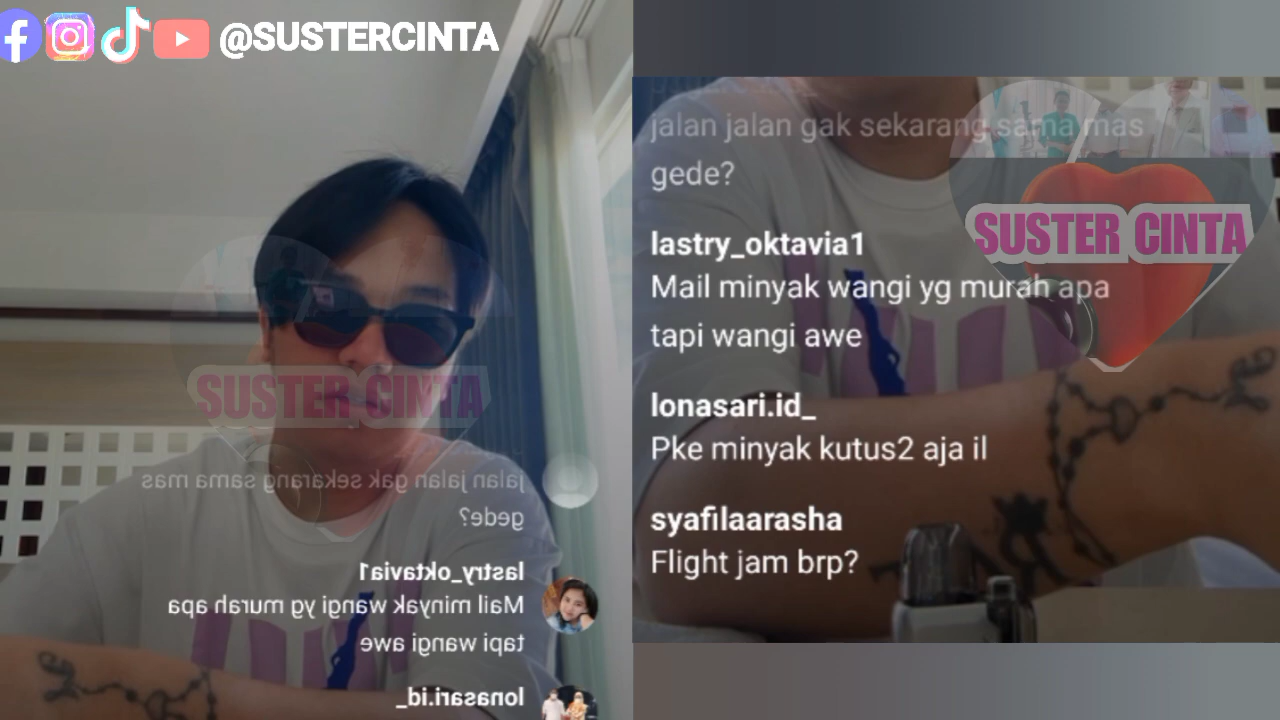 @SUSTERCINTA
SUSTER CINTA
jalan jalan gak sekarang sama mas
gede?
lastry_oktavia1
Mail minyak wangi yg murah apa
tapi wangi awe
lonasari.id_
jalan jalan gak sekarang sama mas
gede?
lastry_oktavia1
Mail minyak wangi yg murah apa
tapi wangi awe
lonasari.id_
Pke minyak kutus2 aja il
syafilaarasha
Flight jam brp?
SUSTER CINTA